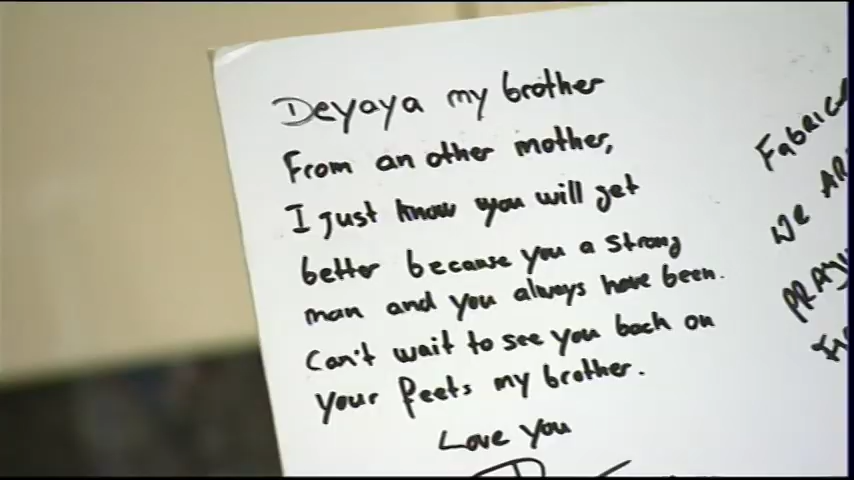 Deyaya my brother
From an other mother,
I just know you will get
better because you a strong
man and you always have been.
Can't wait to see you back on
your feets my brother.
Love you
FABRIC
WE AR
PRAY